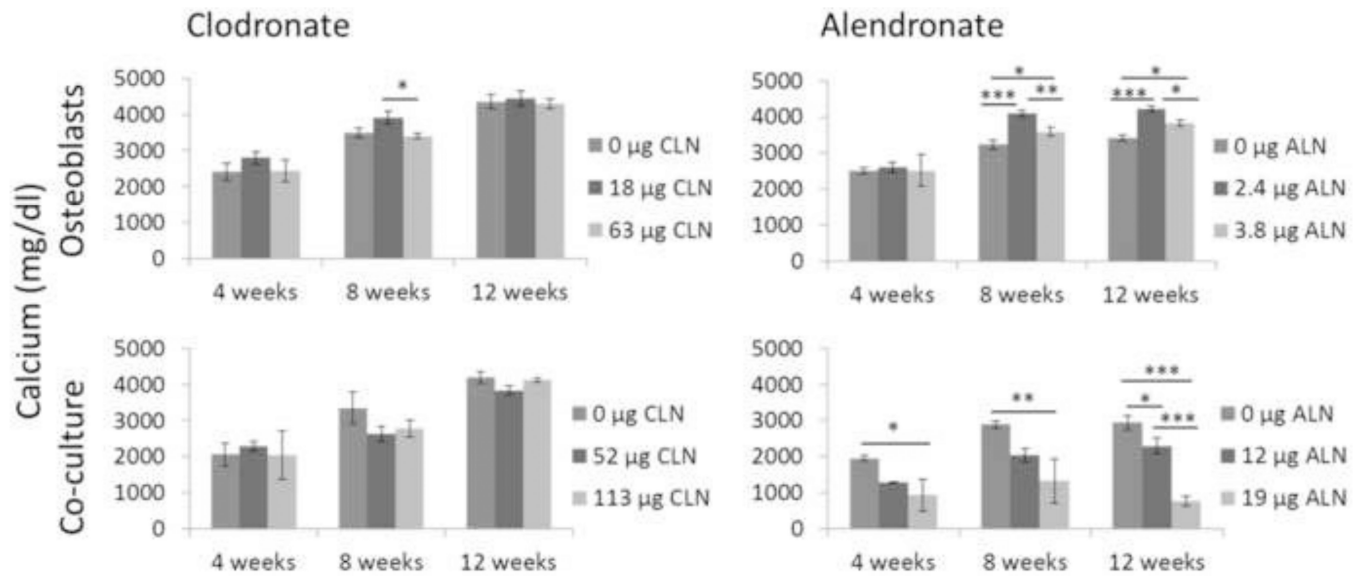 Clodronate
Alendronate
Calcium (mg/dl)
Osteoblasts
5000
4000
3000
2000
1000
0
*
4 weeks
8 weeks
12 weeks
0 µg CLN
18 µg CLN
63 µg CLN
5000
4000
3000
2000
1000
0
*
*** **
*
*** *
4 weeks
8 weeks
12 weeks
0 µg ALN
2.4 µg ALN
3.8 µg ALN
Co-culture
5000
4000
3000
2000
1000
0
4 weeks
8 weeks
12 weeks
0 µg CLN
52 µg CLN
113 µg CLN
5000
4000
3000
2000
1000
0
*
**
***
* ***
4 weeks
8 weeks
12 weeks
0 µg ALN
12 µg ALN
19 µg ALN